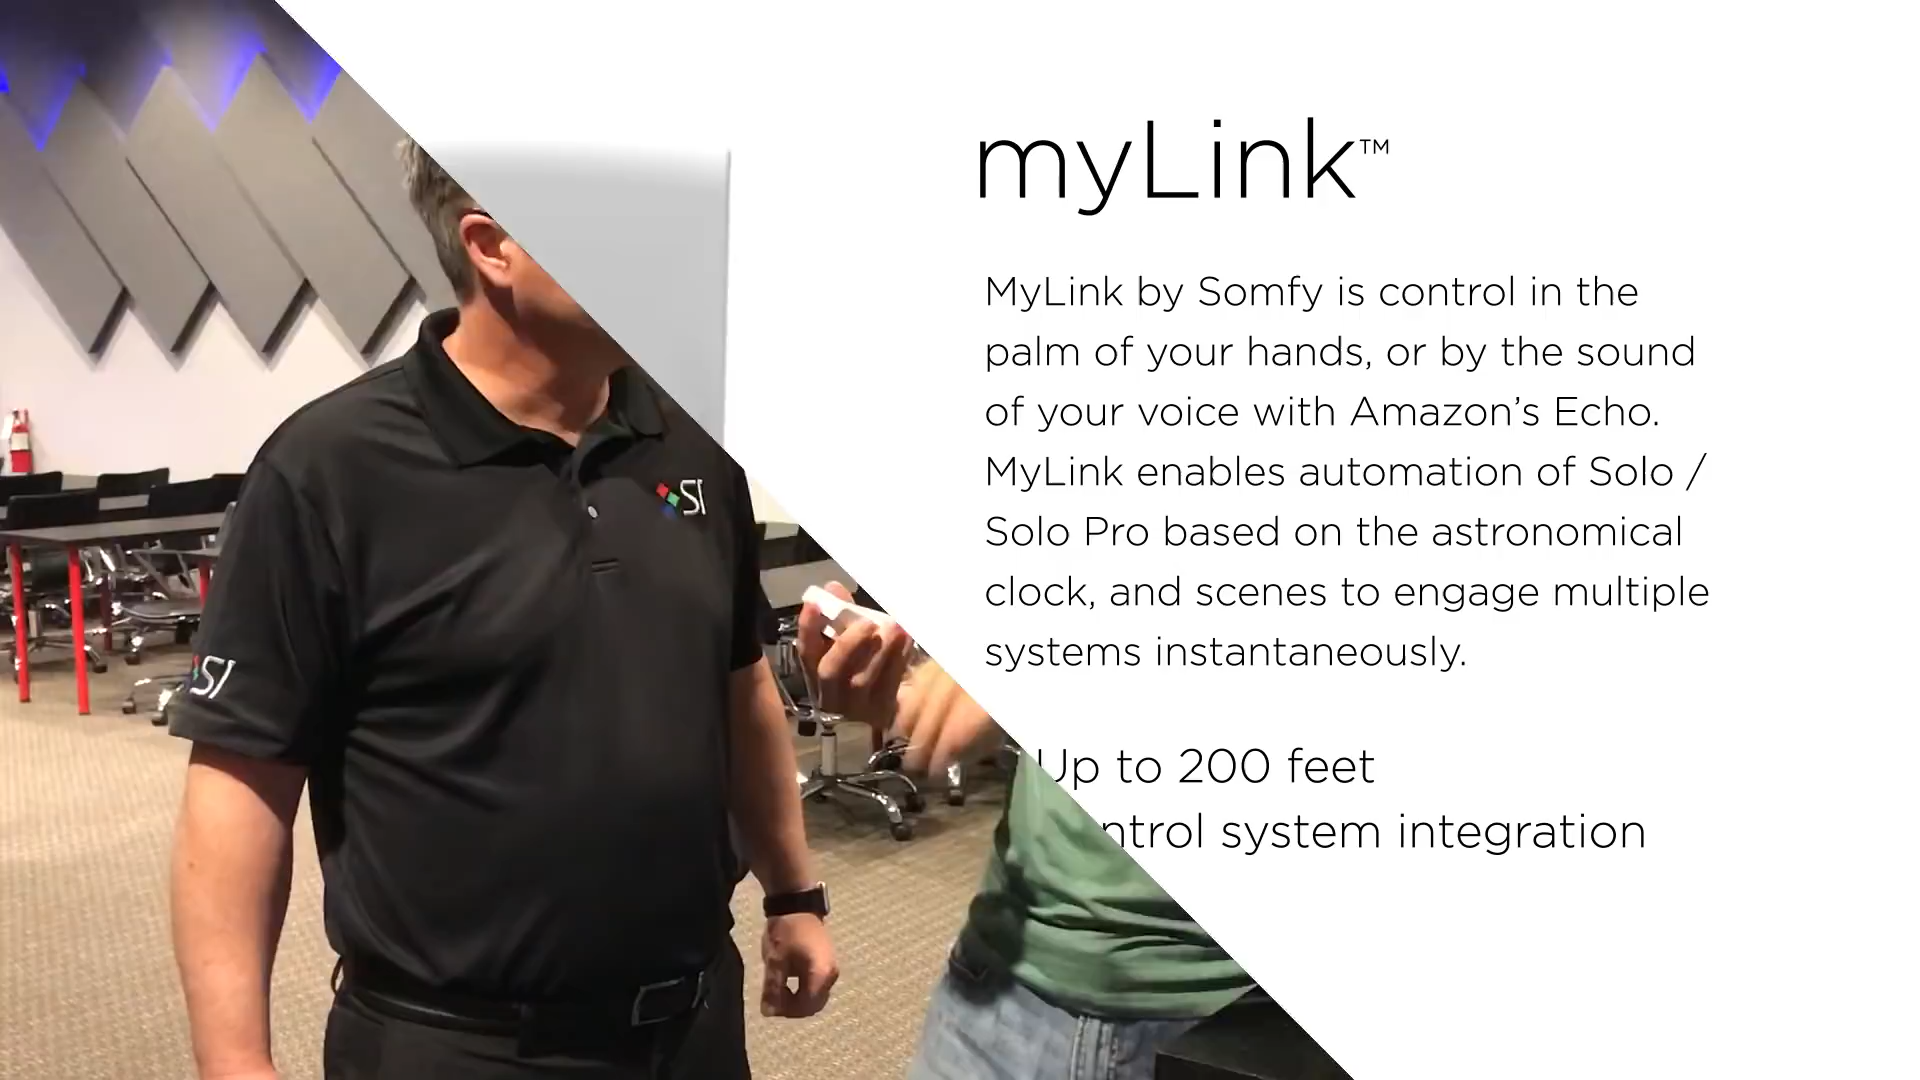 myLink™
MyLink by Somfy is control in the
palm of your hands, or by the sound
of your voice with Amazon’s Echo.
MyLink enables automation of Solo /
Solo Pro based on the astronomical
clock, and scenes to engage multiple
systems instantaneously.
Up to 200 feet
ntrol system integration
SI
SI